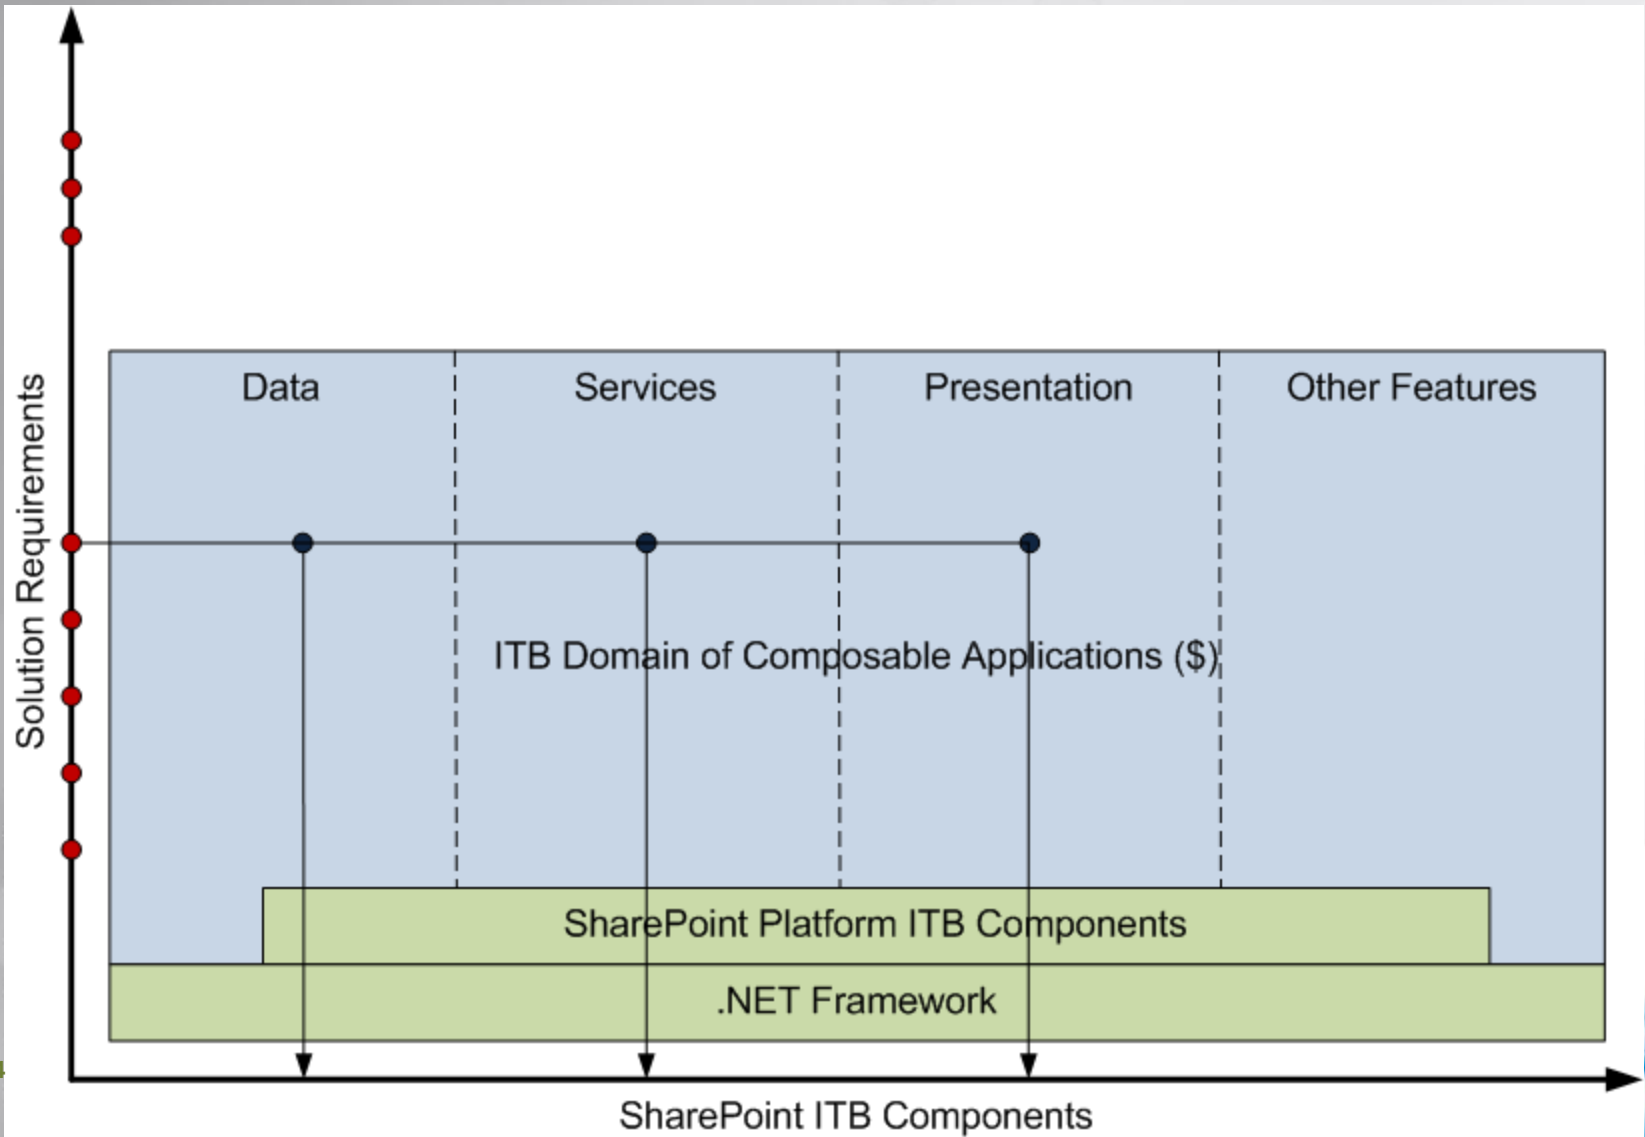 Data
Services
Presentation
Other Features
Solution Requirements
ITB Domain of Composable Applications ($)
SharePoint Platform ITB Components
.NET Framework
SharePoint ITB Components